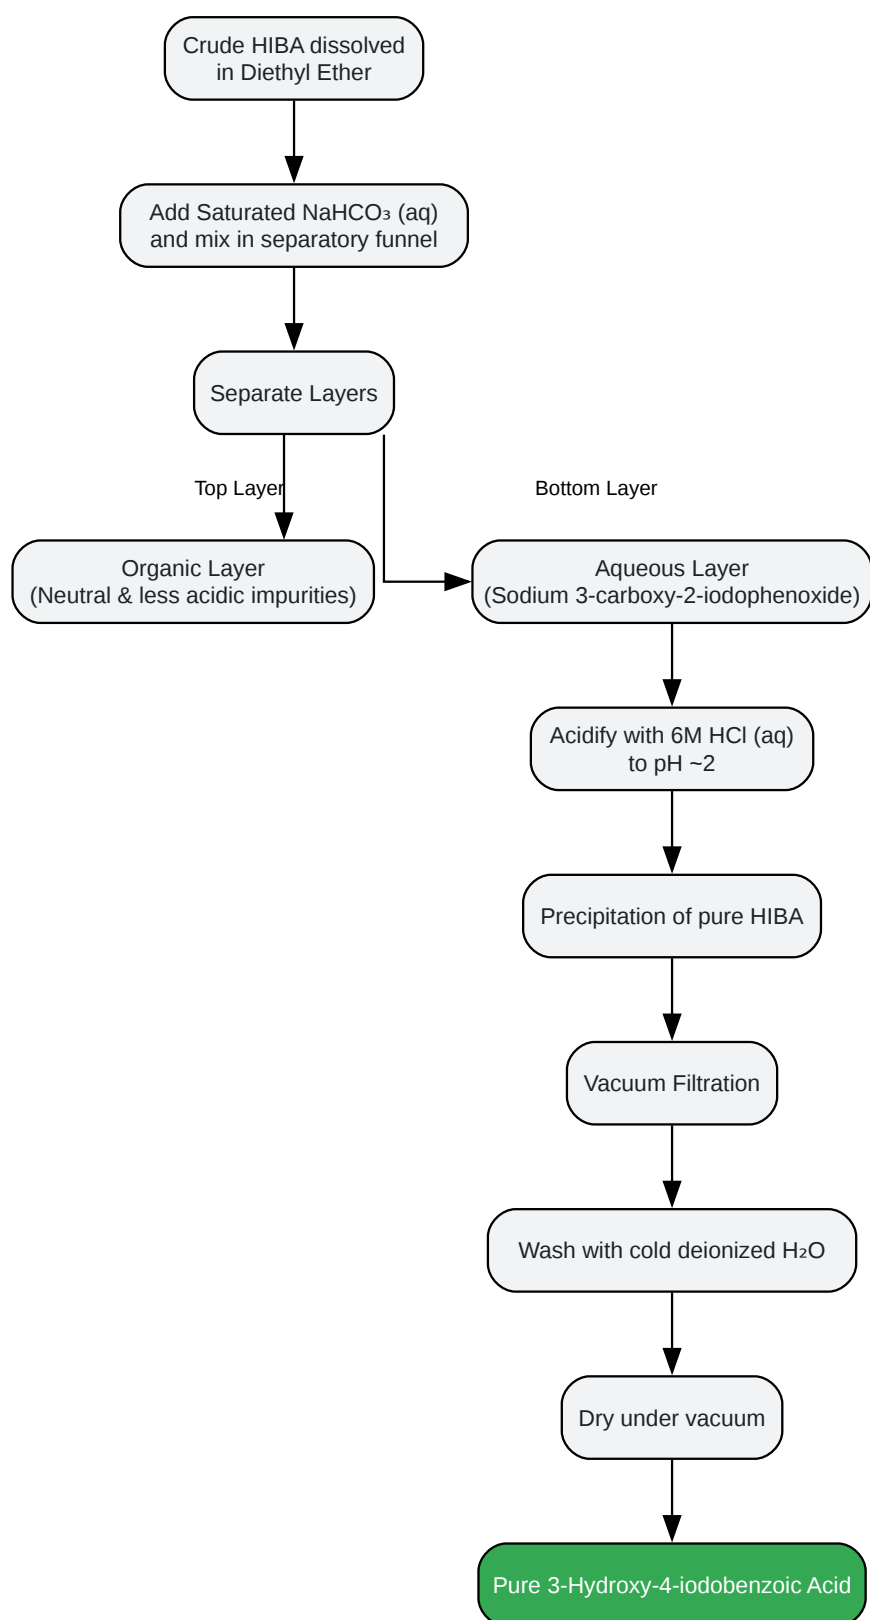 Crude HIBA dissolved
in Diethyl Ether
Add Saturated NaHCO₃ (aq)
and mix in separatory funnel
Separate Layers
Top Layer
Bottom Layer
Organic Layer
(Neutral & less acidic impurities)
Aqueous Layer
(Sodium 3-carboxy-2-iodophenoxide)
Acidify with 6M HCl (aq)
to pH ~2
Precipitation of pure HIBA
Vacuum Filtration
Wash with cold deionized H₂O
Dry under vacuum
Pure 3-Hydroxy-4-iodobenzoic Acid